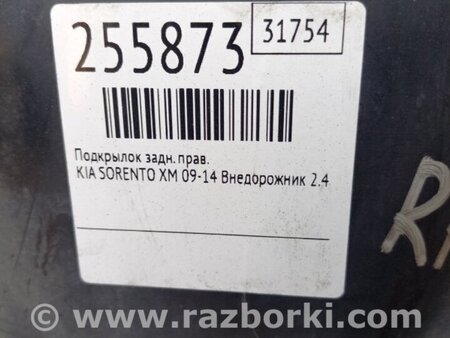 255873
31754
Подкрылок задн. прав.
KIA SORENTO XM 09-14 Внедорожник 2.4
www.razborki.com